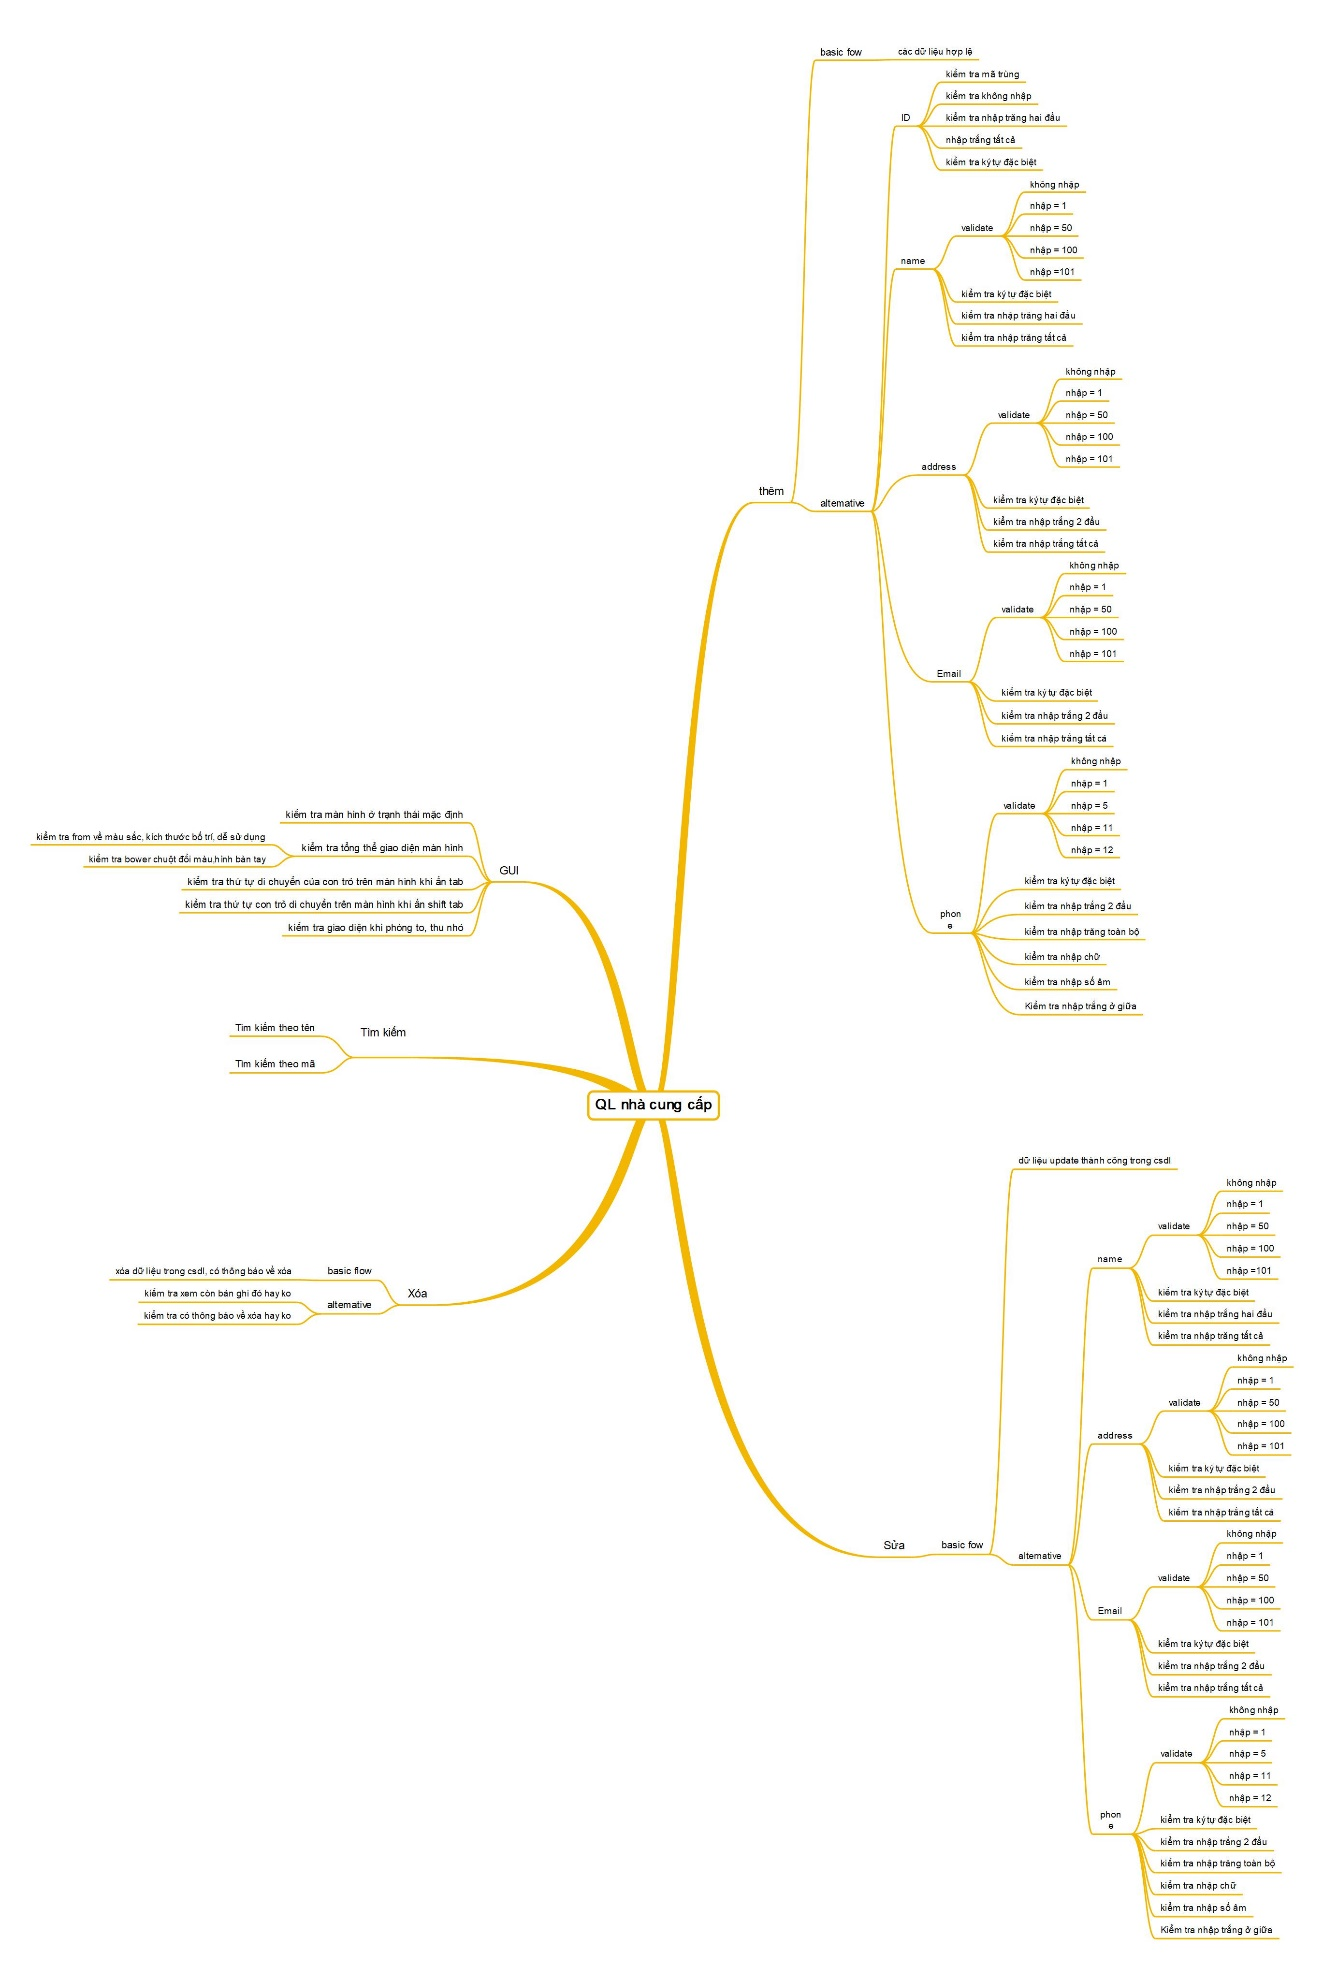 basic fow
các dữ liệu hợp lệ
kiểm tra mã trùng
kiểm tra không nhập
ID
kiểm tra nhập trăng hai đầu
nhập trắng tất cả
kiểm tra ký tự đặc biệt
không nhập
nhập = 1
validate
nhập = 50
nhập = 100
nhập =101
name
kiểm tra ký tự đặc biệt
kiểm tra nhập trăng hai đầu
kiểm tra nhập trăng tất cả
không nhập
nhập = 1
validate
nhập = 50
nhập = 100
nhập = 101
address
kiểm tra ký tự đặc biệt
kiểm tra nhập trắng 2 đầu
kiểm tra nhập trắng tất cả
thêm
alternative
không nhập
nhập = 1
validate
nhập = 50
nhập = 100
nhập = 101
Email
kiểm tra ký tự đặc biệt
kiểm tra nhập trắng 2 đầu
kiểm tra nhập trắng tất cả
không nhập
nhập = 1
validate
nhập = 5
nhập = 11
nhập = 12
phon
e
kiểm tra ký tự đặc biệt
kiểm tra nhập trắng 2 đầu
kiểm tra nhập trăng toàn bộ
kiểm tra nhập chữ
kiểm tra nhập số âm
Kiểm tra nhập trắng ở giữa
kiểm tra màn hình ở trạnh thái mặc định
kiểm tra from về màu sắc, kích thước bố trí, dễ sử dụng
kiểm tra tổng thể giao diện màn hình
kiểm tra bower chuột đổi màu,hình bàn tay
GUI
kiểm tra thứ tự di chuyển của con trỏ trên màn hình khi ấn tab
kiểm tra thứ tự con trỏ di chuyển trên màn hình khi ấn shift tab
kiểm tra giao diện khi phóng to, thu nhỏ
Tìm kiếm theo tên
Tìm kiếm
Tìm kiếm theo mã
QL nhà cung cấp
xóa dữ liệu trong csdl, có thông báo về xóa
basic flow
Xóa
kiểm tra xem còn bản ghi đó hay ko
alternative
kiểm tra có thông báo về xóa hay ko
dữ liệu update thành công trong csdl
không nhập
nhập = 1
validate
nhập = 50
nhập = 100
nhập =101
name
kiểm tra ký tự đặc biệt
kiểm tra nhập trắng hai đầu
kiểm tra nhập trăng tất cả
không nhập
nhập = 1
validate
nhập = 50
nhập = 100
nhập = 101
address
kiểm tra ký tự đặc biệt
kiểm tra nhập trắng 2 đầu
kiểm tra nhập trắng tất cả
Sửa
basic fow
alternative
không nhập
nhập = 1
validate
nhập = 50
nhập = 100
nhập = 101
Email
kiểm tra ký tự đặc biệt
kiểm tra nhập trắng 2 đầu
kiểm tra nhập trắng tất cả
không nhập
nhập = 1
validate
nhập = 5
nhập = 11
nhập = 12
phon
e
kiểm tra ký tự đặc biệt
kiểm tra nhập trắng 2 đầu
kiểm tra nhập trăng toàn bộ
kiểm tra nhập chữ
kiểm tra nhập số âm
Kiểm tra nhập trắng ở giữa